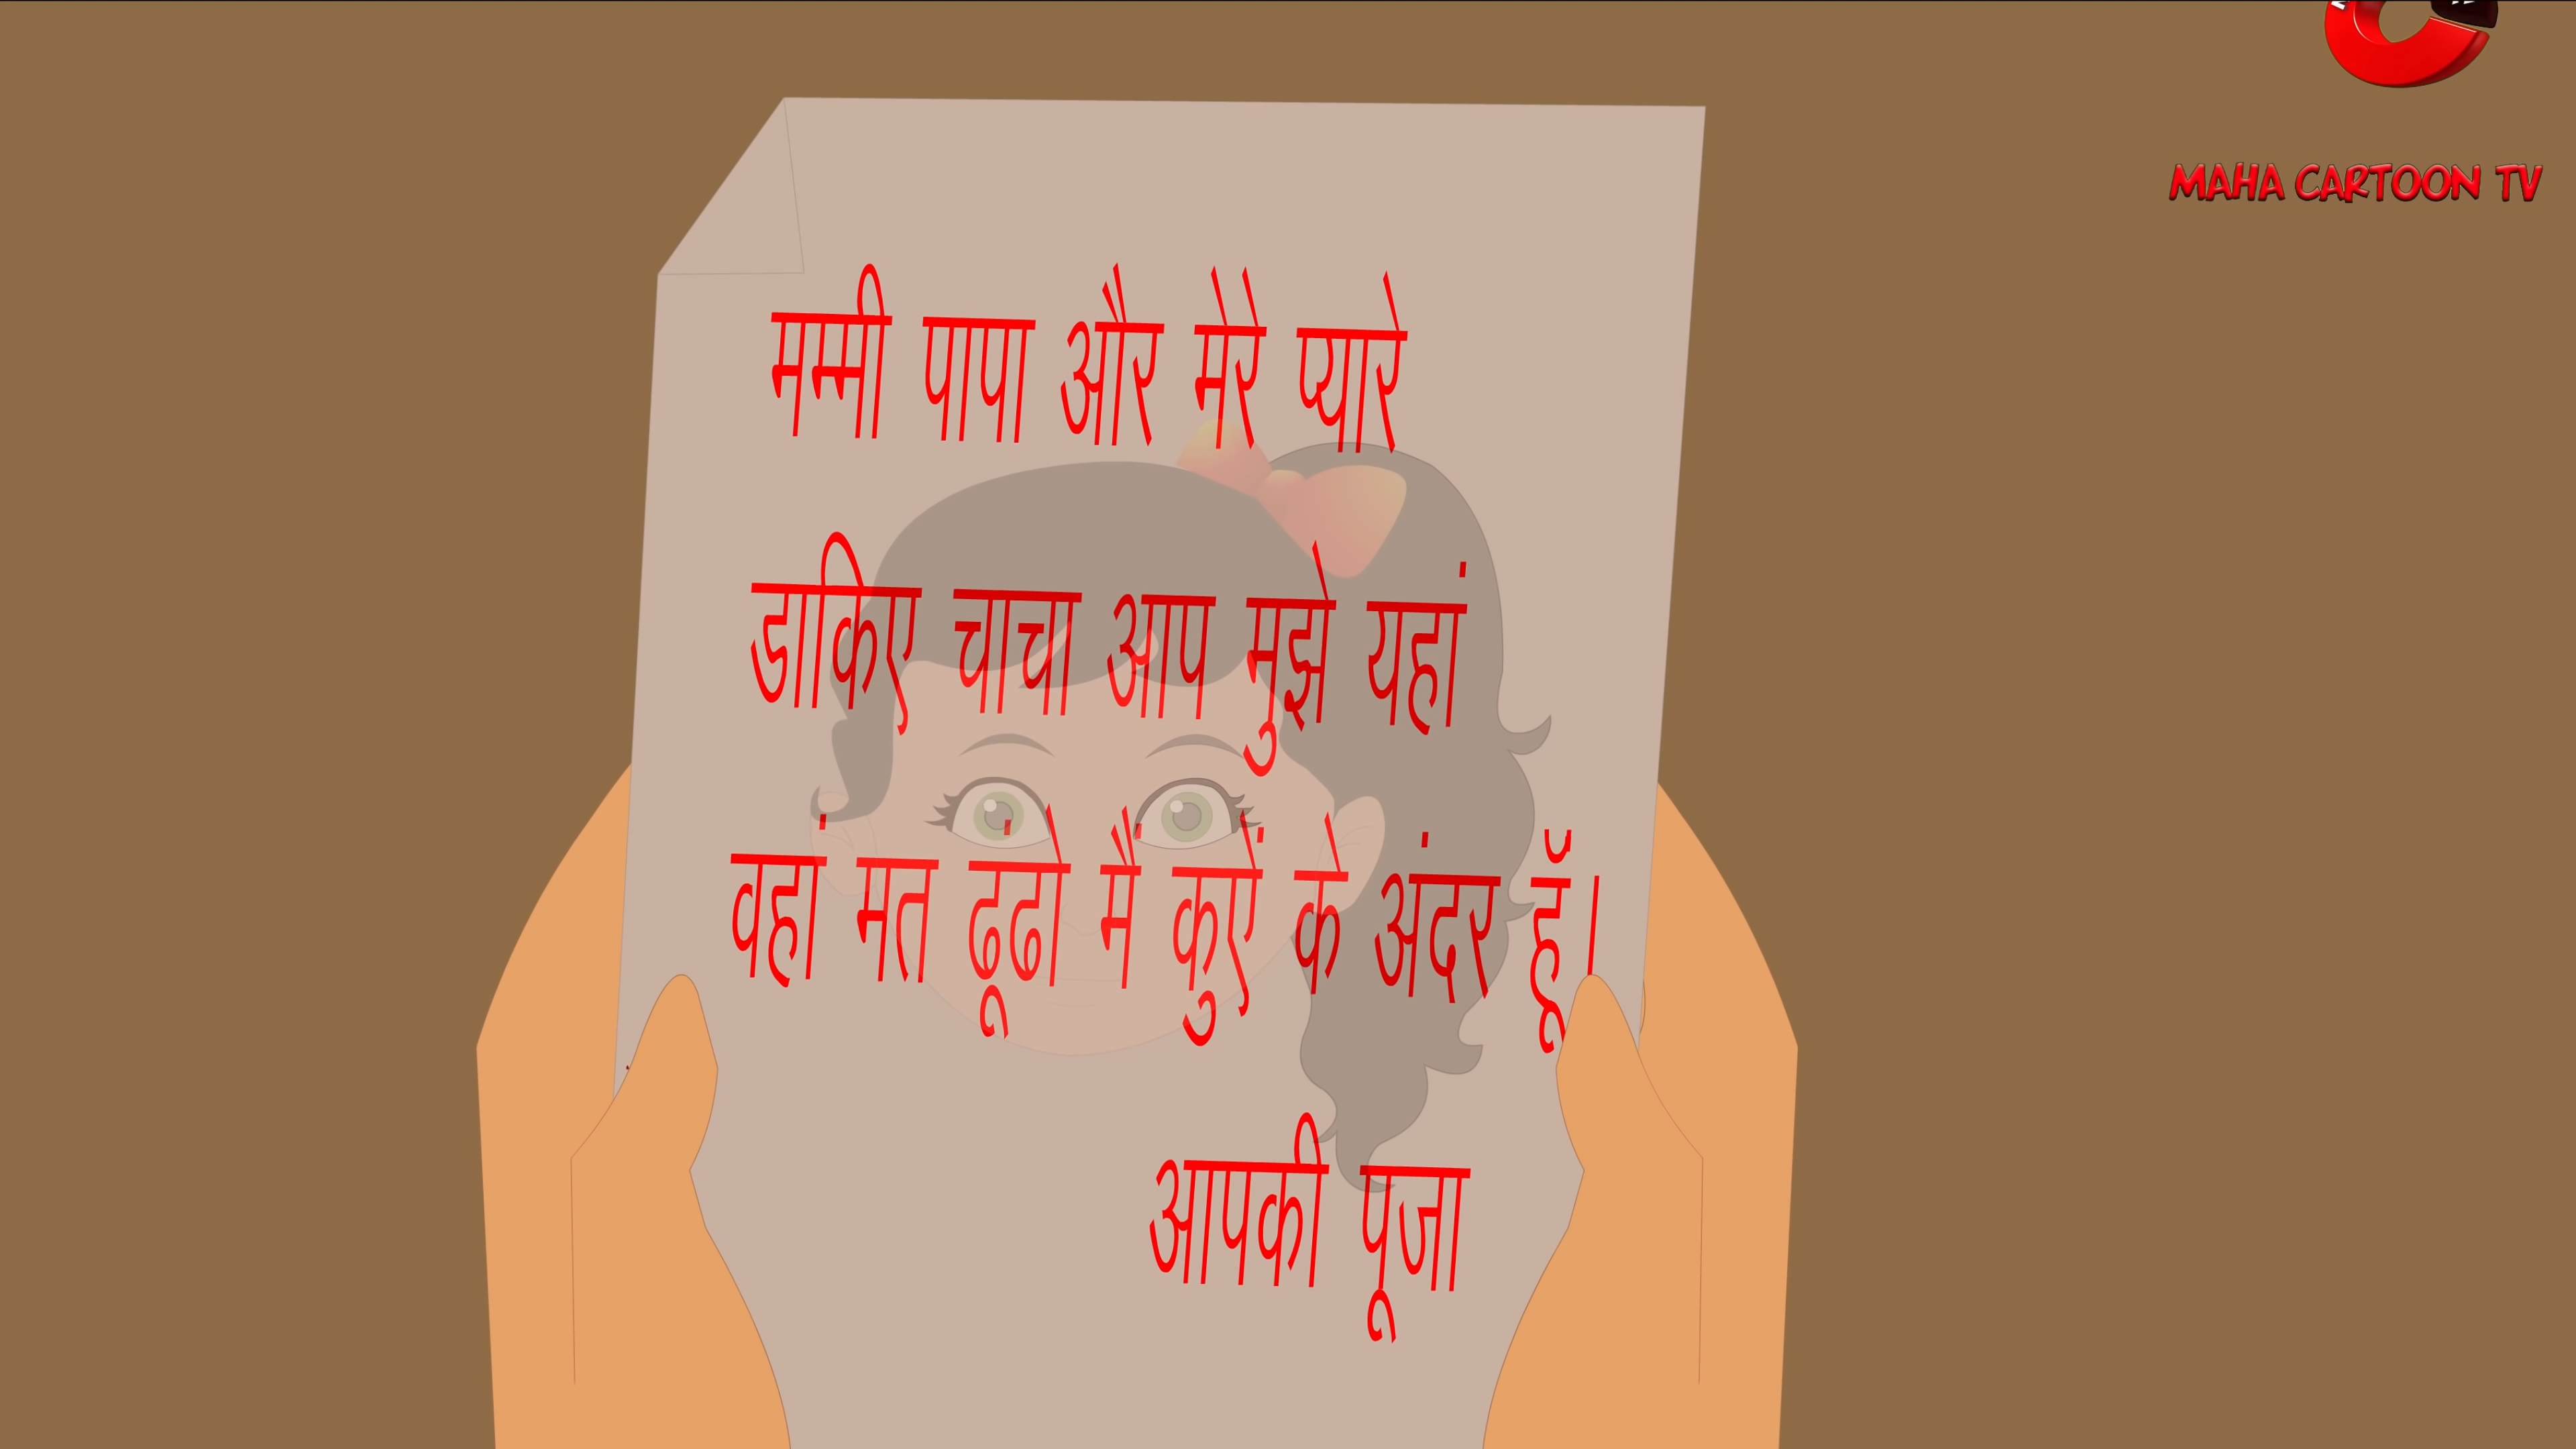 MAHA CARTOON TV
मम्मी पापा और मेरे प्यारे
डाकिए चाचा आप मुझे यहां
वहां मत ढूंढो मैं कुएं के अंदर हूँ।
आपकी पूजा